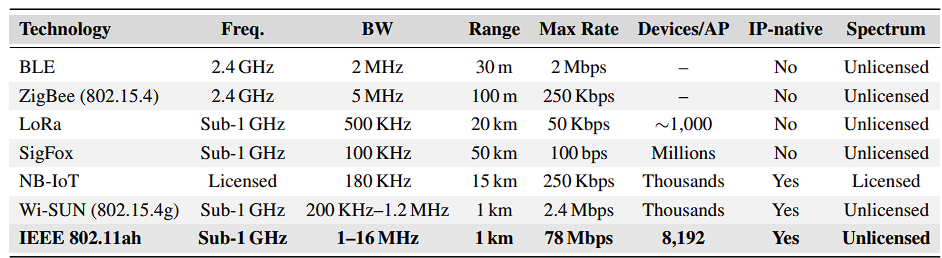 Technology Freq. BW Range Max Rate Devices/AP IP-native Spectrum
BLE 2.4 GHz 2 MHz 30 m 2 Mbps – No Unlicensed
ZigBee (802.15.4) 2.4 GHz 5 MHz 100 m 250 Kbps – No Unlicensed
LoRa Sub-1 GHz 500 KHz 20 km 50 Kbps ~1,000 No Unlicensed
SigFox Sub-1 GHz 100 KHz 50 km 100 bps Millions No Unlicensed
NB-IoT Licensed 180 KHz 15 km 250 Kbps Thousands Yes Licensed
Wi-SUN (802.15.4g) Sub-1 GHz 200 KHz–1.2 MHz 1 km 2.4 Mbps Thousands Yes Unlicensed
IEEE 802.11ah Sub-1 GHz 1–16 MHz 1 km 78 Mbps 8,192 Yes Unlicensed